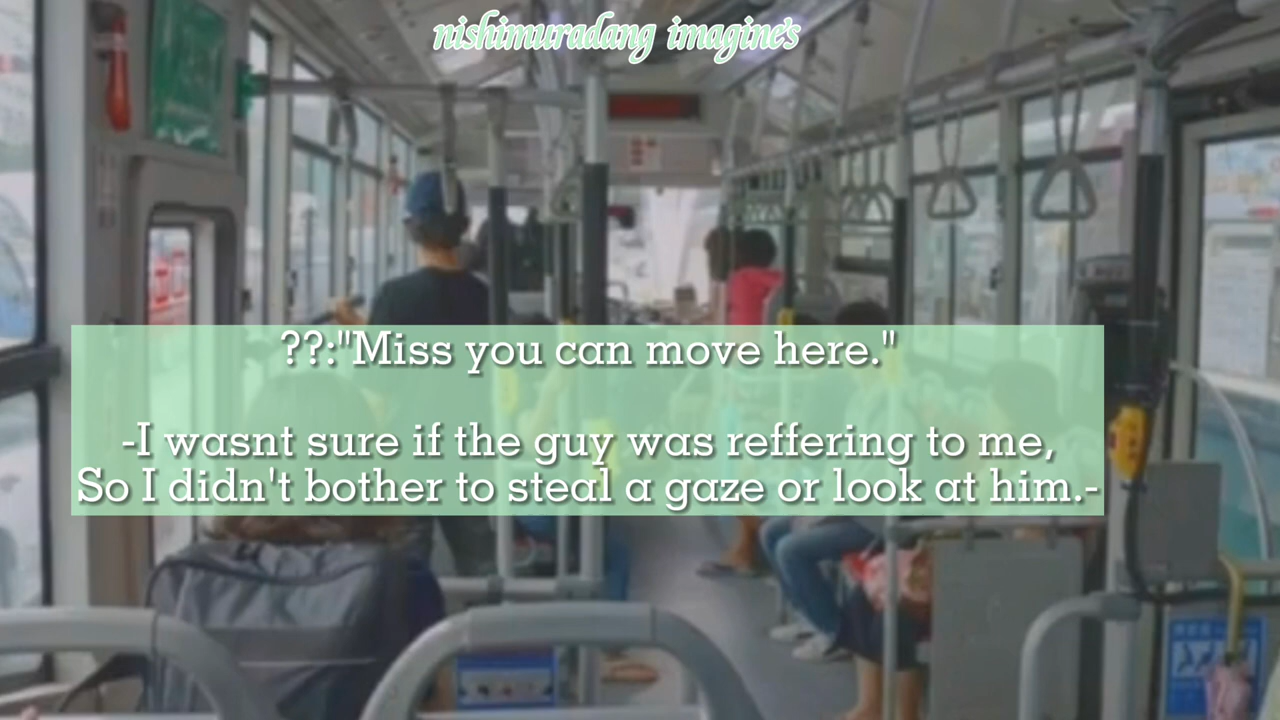 nishimuradang imagine's
??:"Miss you can move here."
-I wasnt sure if the guy was reffering to me,
So I didn't bother to steal a gaze or look at him.-